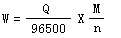 W = Q/96500 X M/n